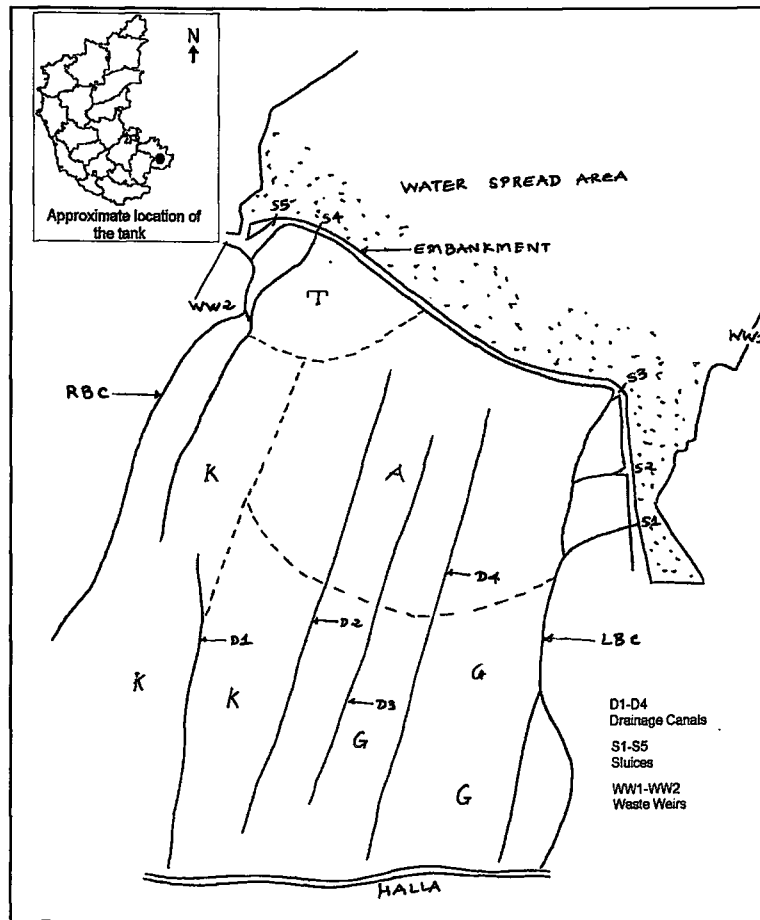 N
Approximate location of
the tank
WATER SPREAD AREA
S5
S4
EMBANKMENT
WW2
T
S3
RBC
K
A
S2
S1
D4
D2
D1
LBC
K
K
G
D3
G
G
D1-D4
Drainage Canals
S1-S5
Sluices
WW1-WW2
Waste Weirs
HALLA